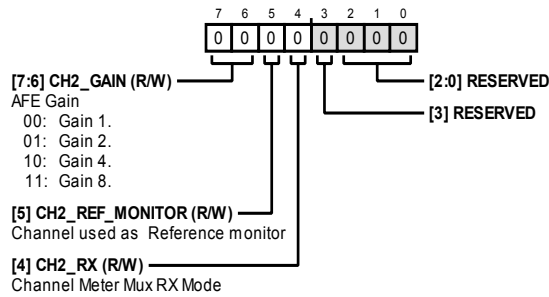 7 6 5 4 3 2 1 0
0 0 0 0 0 0 0 0
[7:6] CH2_GAIN (R/W)
AFE Gain
00: Gain 1.
01: Gain 2.
10: Gain 4.
11: Gain 8.
[5] CH2_REF_MONITOR (R/W)
Channel used as Reference monitor
[4] CH2_RX (R/W)
Channel Meter Mux RX Mode
[2:0] RESERVED
[3] RESERVED